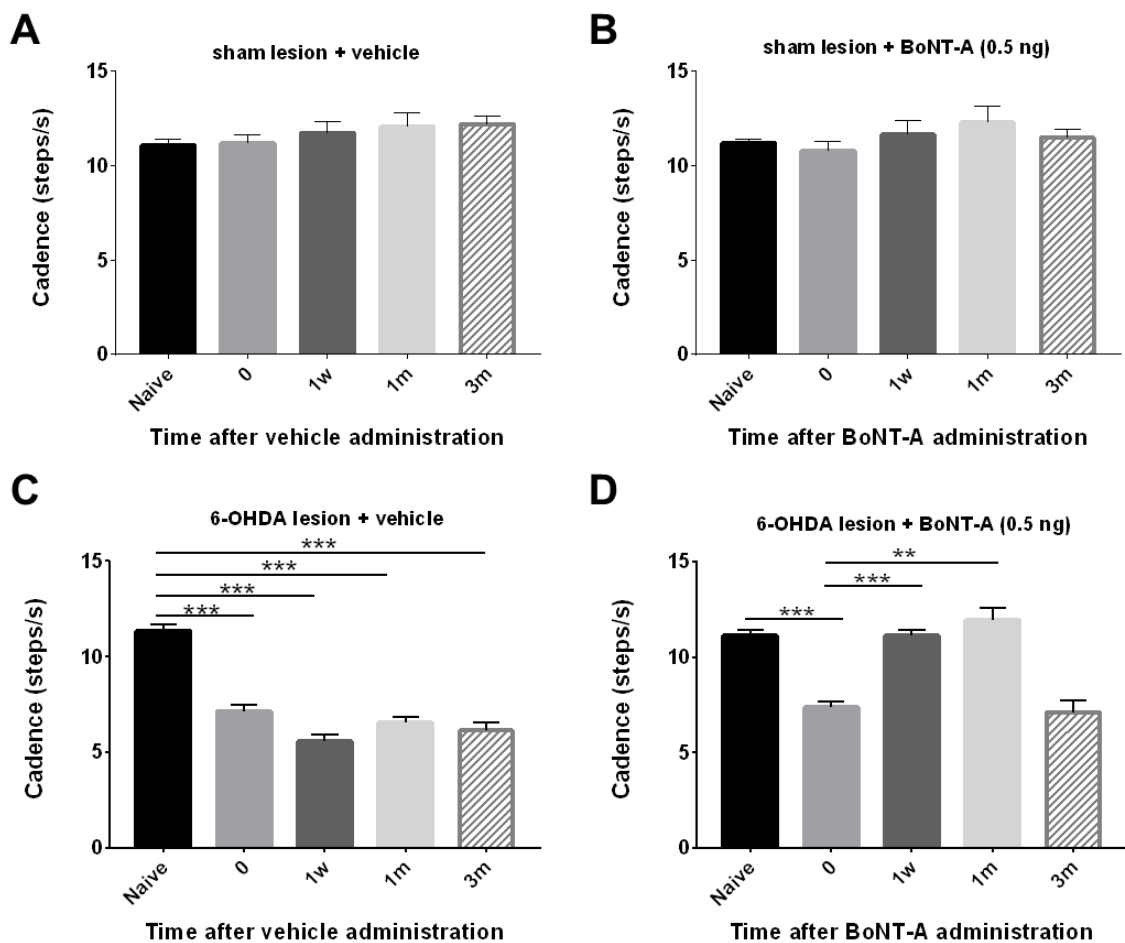 A
sham lesion + vehicle
Cadence (steps/s)
15
10
5
0
Naive
0
1w
1m
3m
Time after vehicle administration
B
sham lesion + BoNT-A (0.5 ng)
Cadence (steps/s)
15
10
5
0
Naive
0
1w
1m
3m
Time after BoNT-A administration
C
6-OHDA lesion + vehicle
Cadence (steps/s)
15
10
5
0
***
***
***
***
Naive
0
1w
1m
3m
Time after vehicle administration
D
6-OHDA lesion + BoNT-A (0.5 ng)
Cadence (steps/s)
15
10
5
0
**
***
***
Naive
0
1w
1m
3m
Time after BoNT-A administration